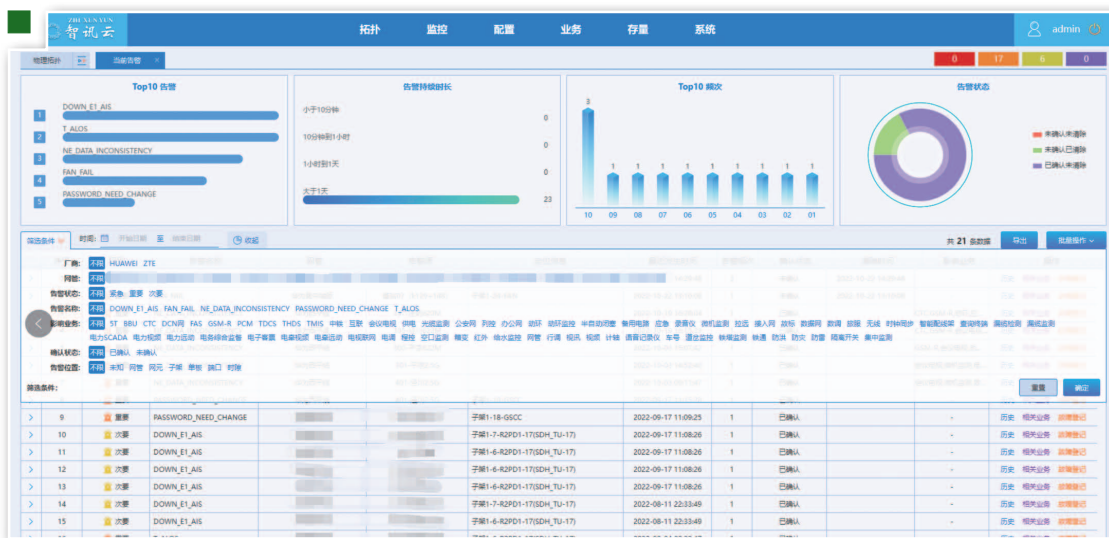 ZHI XUN YUN
智讯云
拓扑 监控 配置 业务 存量 系统
admin
物理拓扑 当前告警 ×
0 17 6 0
Top10 告警
1 DOWN_E1_AIS
2 T_ALOS
3 NE_DATA_INCONSISTENCY
4 FAN_FAIL
5 PASSWORD_NEED_CHANGE
告警持续时长
小于10分钟 0
10分钟到1小时 0
1小时到1天 0
大于1天 23
Top10 频次
3 1 1 1 1 1 1 1
10 09 08 07 06 05 04 03 02 01
告警状态
未确认未清除
未确认已清除
已确认未清除
筛选条件 时间: 开始日期 至 结束日期 收起 共 21 条数据 导出 批量操作
厂商: 不限 HUAWEI ZTE
网管: 不限
告警状态: 不限 紧急 重要 次要
告警名称: 不限 DOWN_E1_AIS FAN_FAIL NE_DATA_INCONSISTENCY PASSWORD_NEED_CHANGE T_ALOS
影响业务: 不限 5T BBU CTC DCN网 FAS GSM-R PCM TDCS THDS TMIS 中核 互联 会议电视 供电 光缆监测 公安网 列控 办公网 动环 动环监控 半自动闭塞 备用电路 应急 录音仪 微机监测 拉远 接入网 故标 数据网 数调 旅服 无线 时钟同步 智能配线架 查询终端 漏缆检测 漏缆监测
电力SCADA 电力视频 电力远动 电务综合监督 电子客票 电牵视频 电牵远动 电视联网 电调 程控 空口监测 精变 红外 给水监控 网管 行调 视讯 视频 计轴 语音记录仪 车号 道岔监控 铁塔监测 铁通 防洪 防灾 防雷 隔离开关 集中监测
确认状态: 不限 已确认 未确认
告警位置: 不限 未知 网管 网元 子架 单板 端口 时隙
筛选条件: 重置 确定
9 重要 PASSWORD_NEED_CHANGE 子架1-18-GSCC 2022-09-17 11:09:25 1 已确认 - 历史 相关业务 故障登记
10 次要 DOWN_E1_AIS 子架1-7-R2PD1-17(SDH_TU-17) 2022-09-17 11:08:26 1 已确认 - 历史 相关业务 故障登记
11 次要 DOWN_E1_AIS 子架1-6-R2PD1-17(SDH_TU-17) 2022-09-17 11:08:26 1 已确认 - 历史 相关业务 故障登记
12 次要 DOWN_E1_AIS 子架1-6-R2PD1-17(SDH_TU-17) 2022-09-17 11:08:26 1 已确认 - 历史 相关业务 故障登记
13 次要 DOWN_E1_AIS 子架1-6-R2PD1-17(SDH_TU-17) 2022-09-17 11:08:26 1 已确认 - 历史 相关业务 故障登记
14 次要 DOWN_E1_AIS 子架1-7-R2PD1-17(SDH_TU-17) 2022-08-11 22:33:49 1 已确认 - 历史 相关业务 故障登记
15 次要 DOWN_E1_AIS 子架1-6-R2PD1-17(SDH_TU-17) 2022-08-11 22:33:49 1 已确认 - 历史 相关业务 故障登记